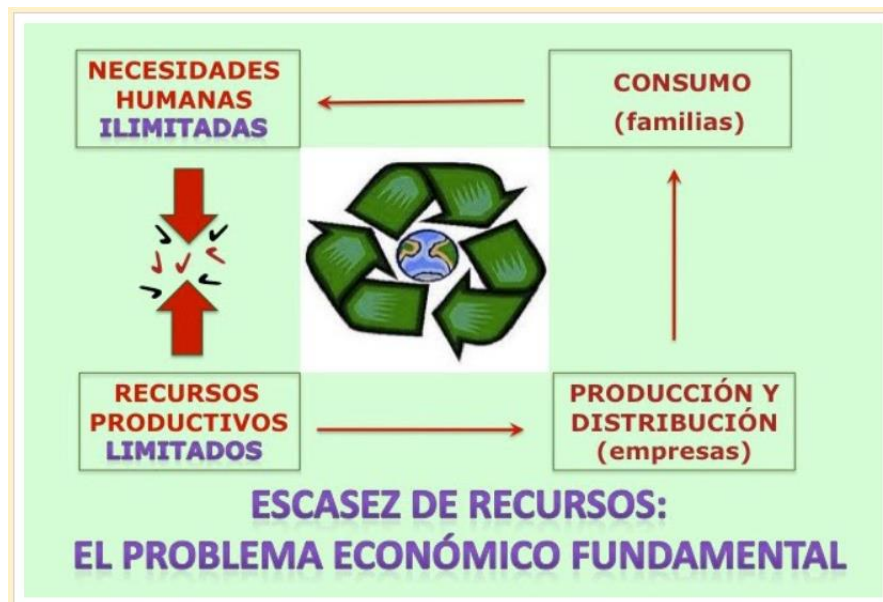 NECESIDADES
HUMANAS
ILIMITADAS
CONSUMO
(familias)
RECURSOS
PRODUCTIVOS
LIMITADOS
PRODUCCIÓN Y
DISTRIBUCIÓN
(empresas)
ESCASEZ DE RECURSOS:
EL PROBLEMA ECONÓMICO FUNDAMENTAL